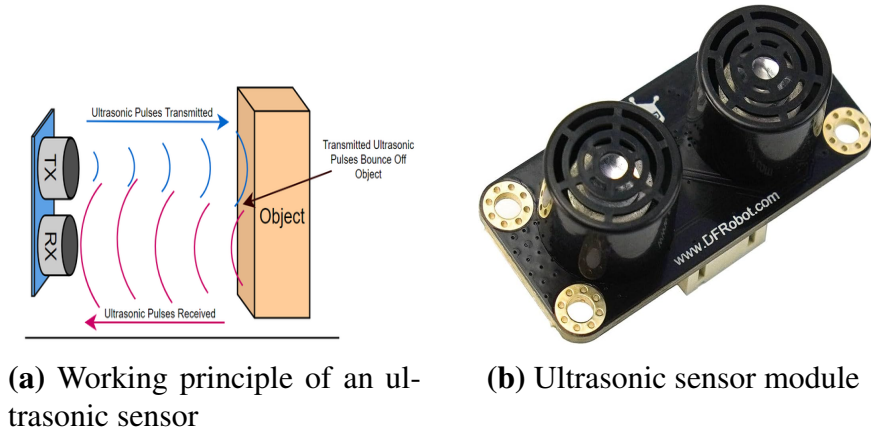 Ultrasonic Pulses Transmitted
TX
RX
Object
Transmitted Ultrasonic
Pulses Bounce Off
Object
Ultrasonic Pulses Received
www.DFRobot.com
(a) Working principle of an ul-
trasonic sensor
(b) Ultrasonic sensor module